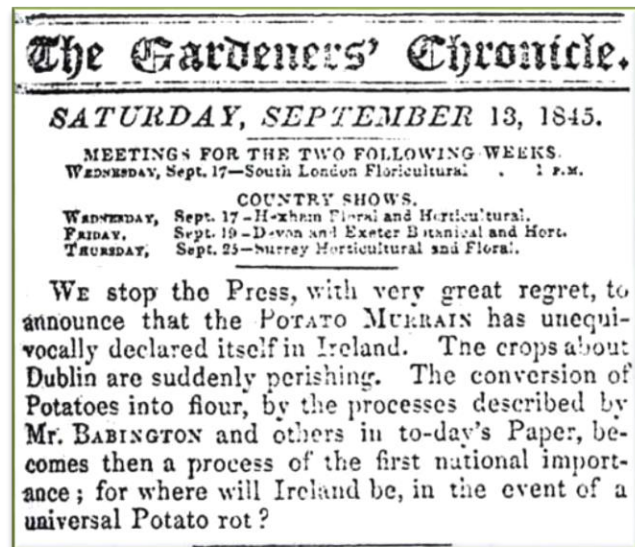 The Gardeners' Chronicle.
SATURDAY, SEPTEMBER 13, 1845.
MEETINGS FOR THE TWO FOLLOWING WEEKS.
WEDNESDAY, Sept. 17—South London Floricultural . 1 P.M.
COUNTRY SHOWS.
WEDNESDAY, Sept. 17—Hexham Floral and Horticultural.
FRIDAY, Sept. 19—Devon and Exeter Botanical and Hort.
THURSDAY, Sept. 25—Surrey Horticultural and Floral.
WE stop the Press, with very great regret, to
announce that the POTATO MURRAIN has unequi-
vocally declared itself in Ireland. The crops about
Dublin are suddenly perishing. The conversion of
Potatoes into flour, by the processes described by
Mr. BABINGTON and others in to-day's Paper, be-
comes then a process of the first national import-
ance; for where will Ireland be, in the event of a
universal Potato rot?